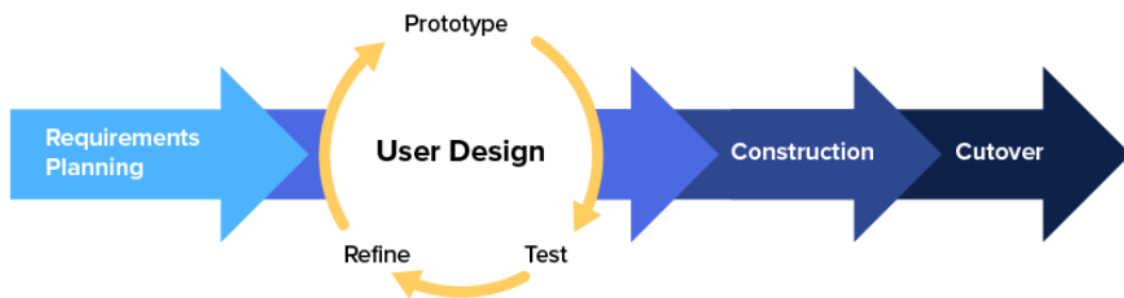 Prototype
Requirements
Planning
User Design
Construction
Cutover
Refine
Test